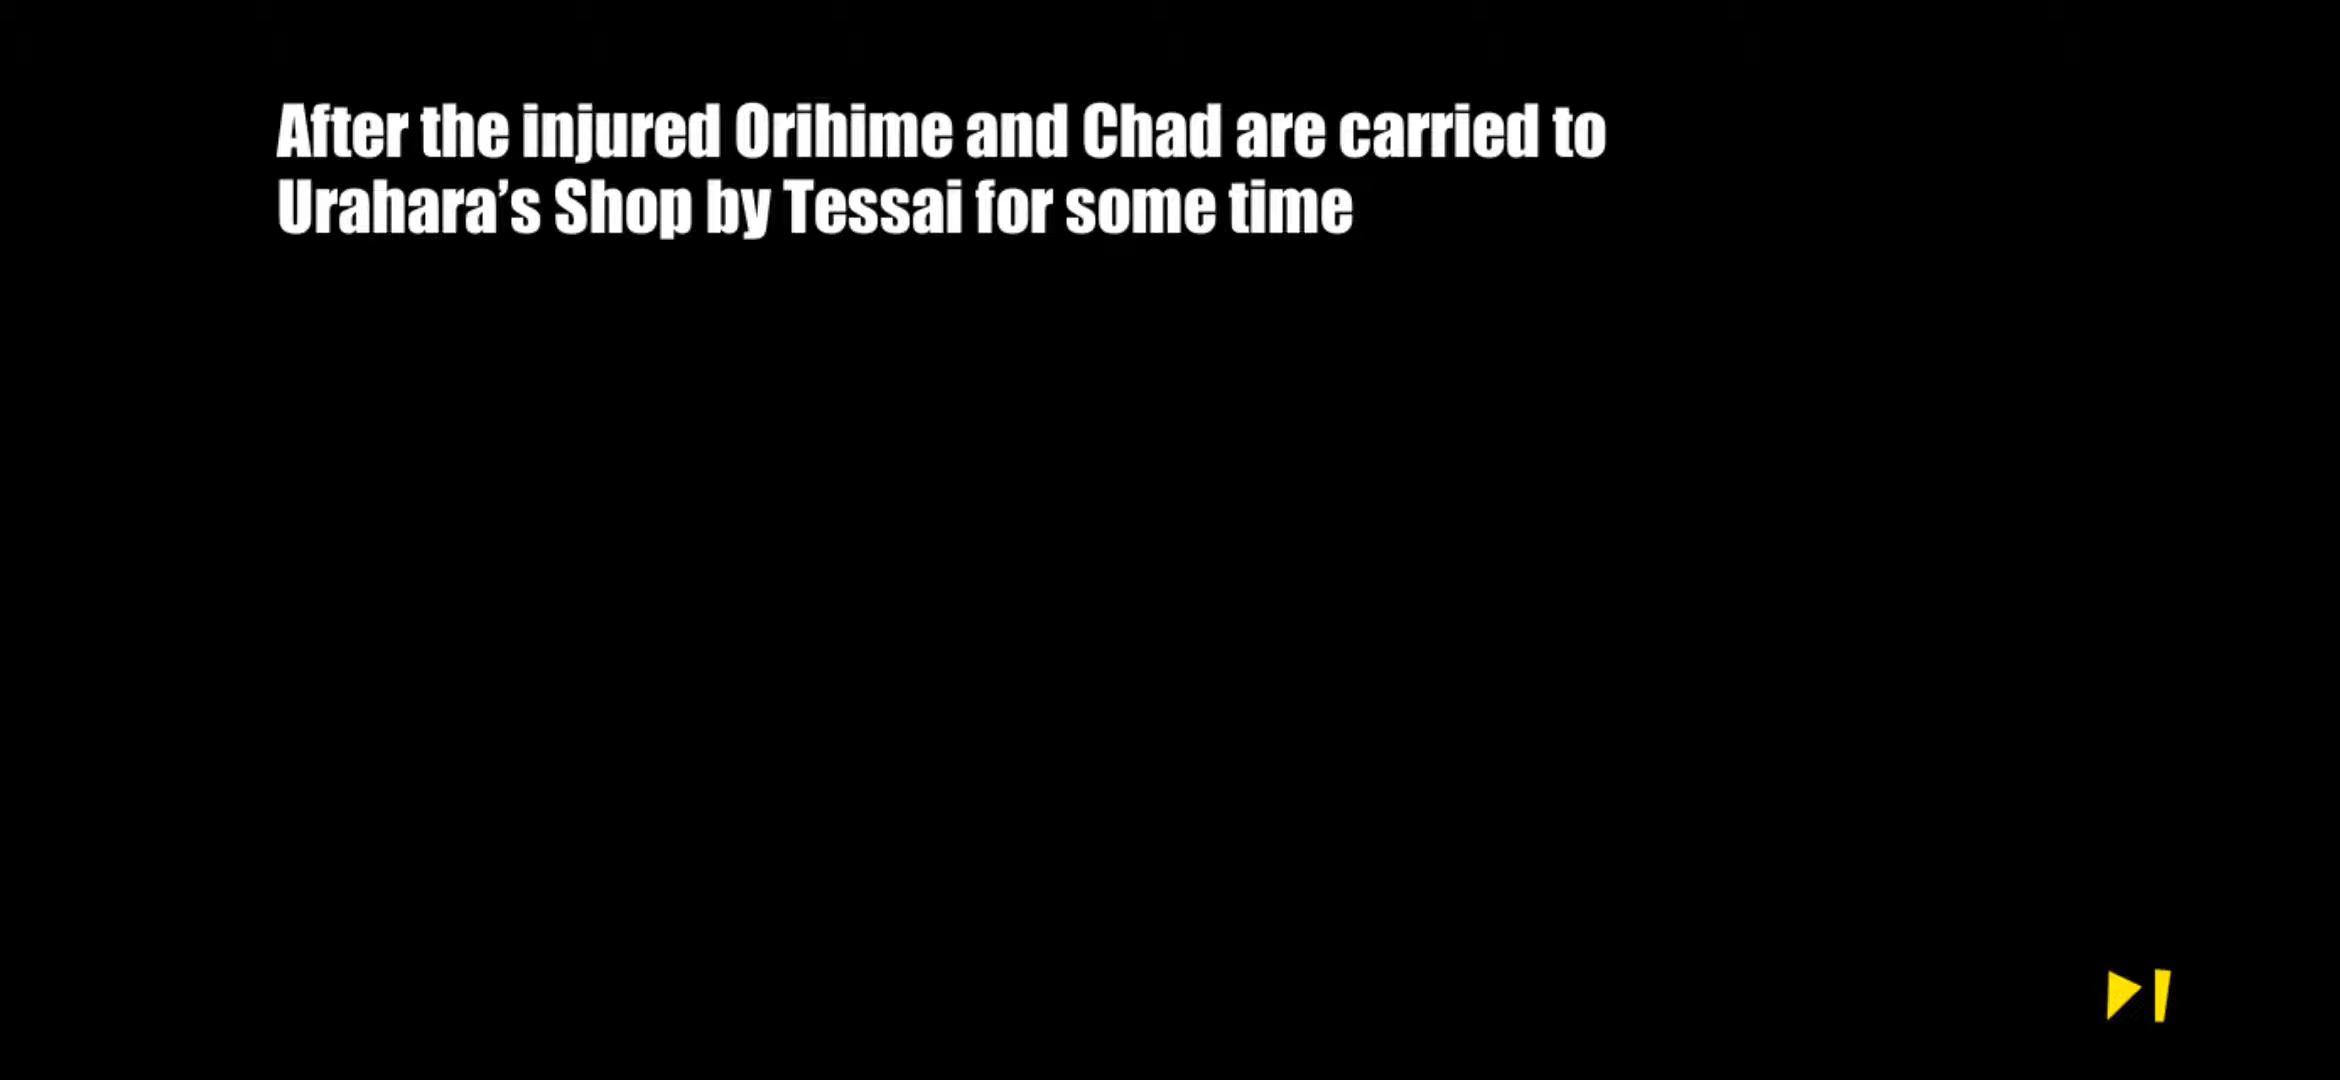 After the injured Orihime and Chad are carried to
Urahara’s Shop by Tessai for some time